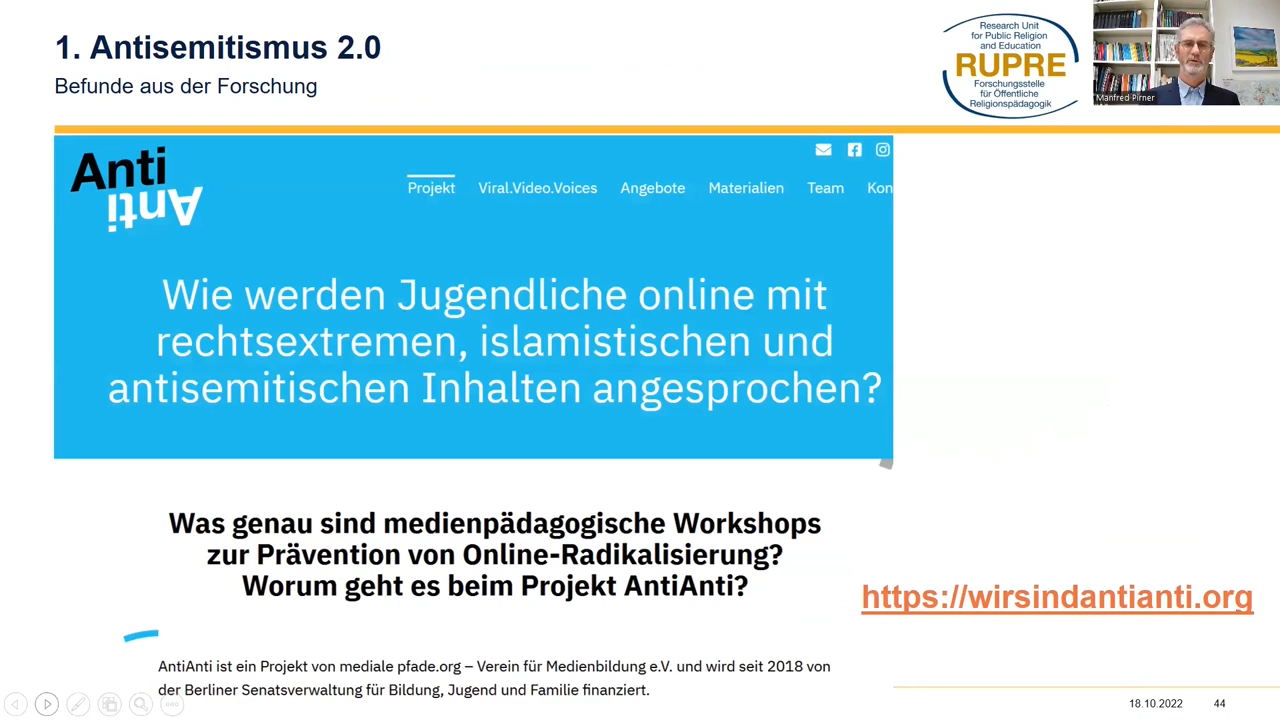 1. Antisemitismus 2.0
Befunde aus der Forschung
Research Unit
for Public Religion
and Education
RUPRE
Forschungsstelle
für Öffentliche
Religionspädagogik
Manfred Pirner
Anti
Anti
Projekt Viral.Video.Voices Angebote Materialien Team Kon
Wie werden Jugendliche online mit
rechtsextremen, islamistischen und
antisemitischen Inhalten angesprochen?
Was genau sind medienpädagogische Workshops
zur Prävention von Online-Radikalisierung?
Worum geht es beim Projekt AntiAnti?
https://wirsindantianti.org
AntiAnti ist ein Projekt von mediale pfade.org – Verein für Medienbildung e.V. und wird seit 2018 von
der Berliner Senatsverwaltung für Bildung, Jugend und Familie finanziert.
18.10.2022 44